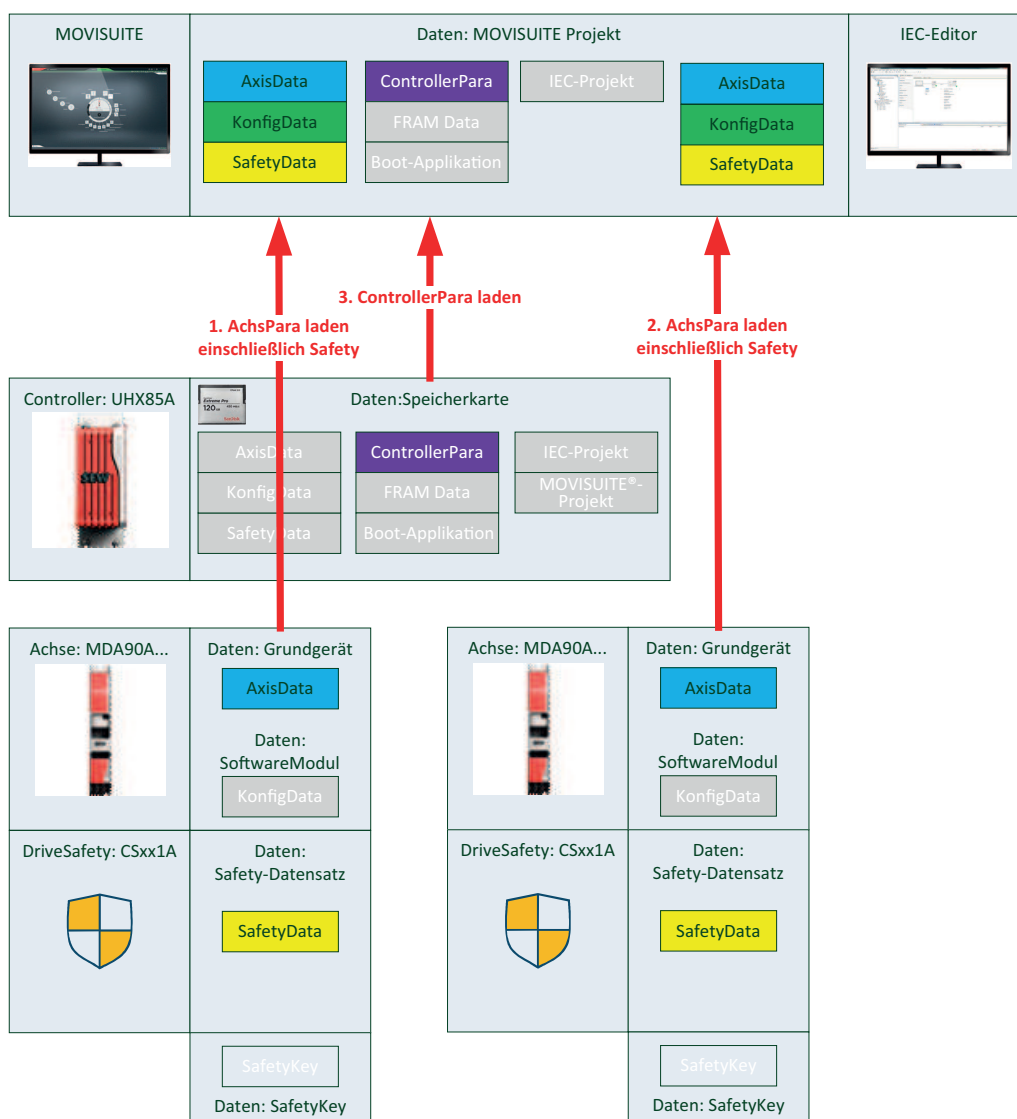 MOVISUITE
Daten: MOVISUITE Projekt
IEC-Editor
AxisData
KonfigData
SafetyData
ControllerPara
FRAM Data
Boot-Applikation
IEC-Projekt
AxisData
KonfigData
SafetyData
1. AchsPara laden
einschließlich Safety
3. ControllerPara laden
2. AchsPara laden
einschließlich Safety
Controller: UHX85A
SEW
Extreme Pro
120
Daten:Speicherkarte
AxisData
KonfigData
SafetyData
ControllerPara
FRAM Data
Boot-Applikation
IEC-Projekt
MOVISUITE®-
Projekt
Achse: MDA90A...
Daten: Grundgerät
AxisData
Daten:
SoftwareModul
KonfigData
DriveSafety: CSxx1A
Daten:
Safety-Datensatz
SafetyData
SafetyKey
Daten: SafetyKey
Achse: MDA90A...
Daten: Grundgerät
AxisData
Daten:
SoftwareModul
KonfigData
DriveSafety: CSxx1A
Daten:
Safety-Datensatz
SafetyData
SafetyKey
Daten: SafetyKey